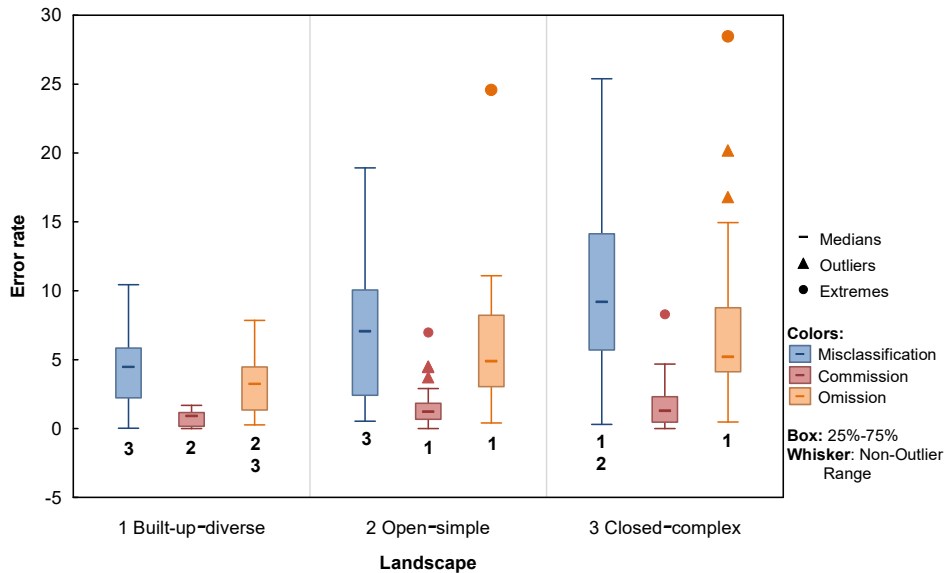 30
25
20
15
10
5
0
-5
Error rate
3
2
2
3
3
1
1
1
2
1
1 Built-up-diverse
2 Open-simple
3 Closed-complex
Landscape
Medians
Outliers
Extremes
Colors:
Misclassification
Commission
Omission
Box: 25%-75%
Whisker: Non-Outlier
Range